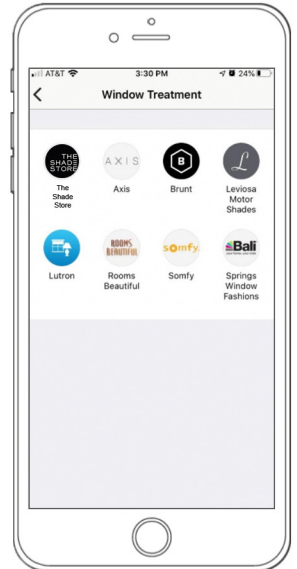 AT&T 3:30 PM 24%
Window Treatment
THE
SHADE
STORE
AXIS
B
L
The
Shade
Store
Axis
Brunt
Leviosa
Motor
Shades
ROOMS
BEAUTIFUL
somfy.
Bali
Lutron
Rooms
Beautiful
Somfy
Springs
Window
Fashions